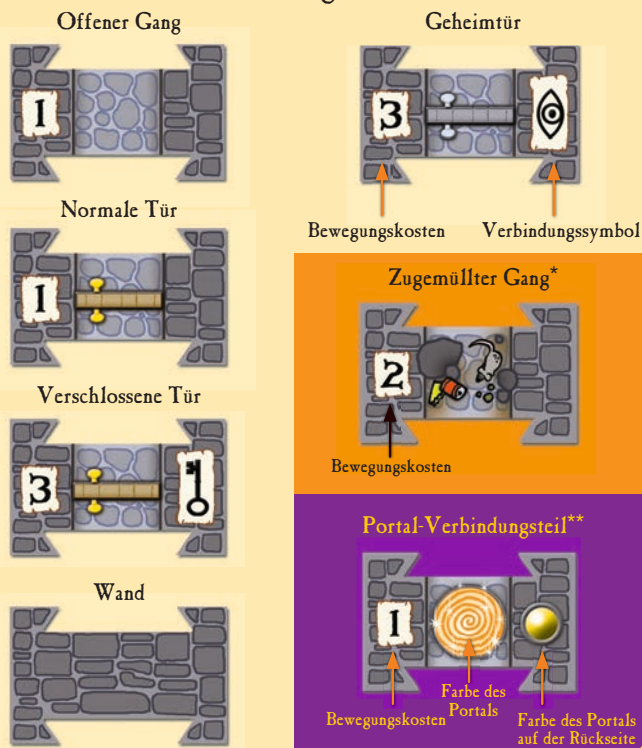 Offener Gang
1
Normale Tür
1
Verschlossene Tür
3
Wand
Geheimtür
3
Bewegungskosten Verbindungssymbol
Zugemüllter Gang*
2
Bewegungskosten
Portal-Verbindungsteil**
1
Bewegungskosten
Farbe des
Portals
Farbe des Portals
auf der Rückseite